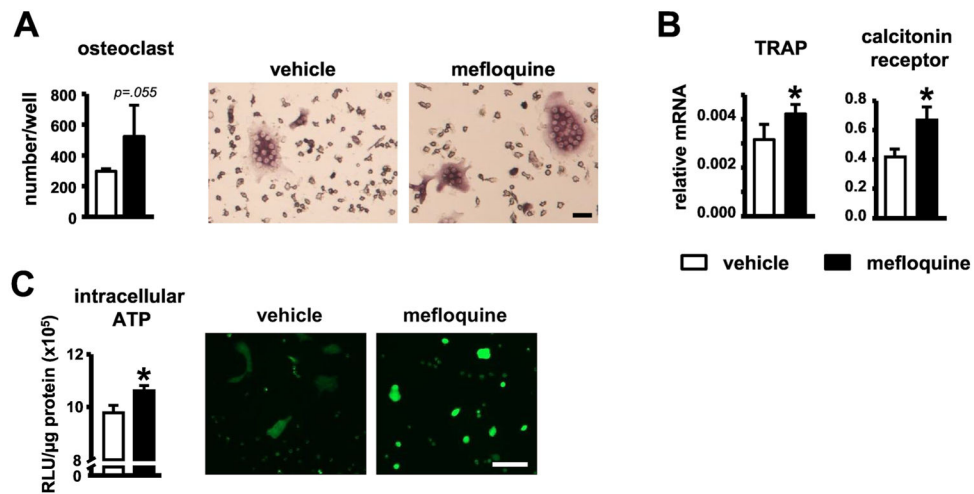 A
osteoclast
number/well
800
600
400
200
0
p=.055
vehicle
mefloquine
B
TRAP
relative mRNA
0.004
0.002
0.000
*
calcitonin
receptor
0.8
0.6
0.4
0.2
0.0
*
vehicle
mefloquine
C
intracellular
ATP
RLU/µg protein (x10⁵)
12
10
8
0
*
vehicle
mefloquine